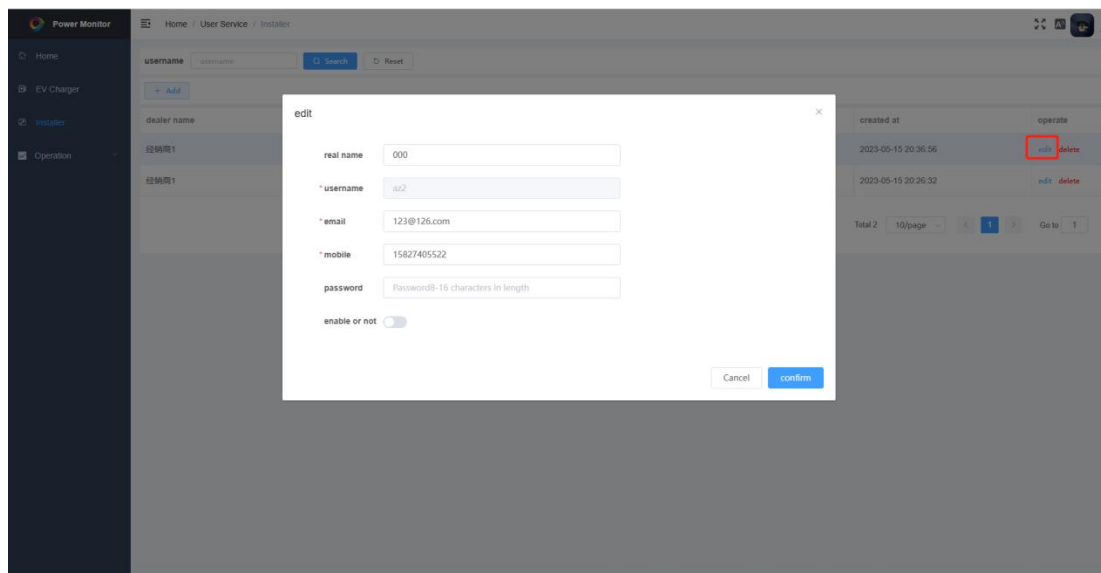 Power Monitor
Home / User Service / Installer
Home
EV Charger
Installer
Operation
username username Search Reset
+ Add
dealer name created at operate
经销商1 2023-05-15 20:36:56 edit delete
经销商1 2023-05-15 20:26:32 edit delete
Total 2 10/page 1 Go to 1
edit
real name 000
* username az2
* email 123@126.com
* mobile 15827405522
password Password8-16 characters in length
enable or not
Cancel confirm